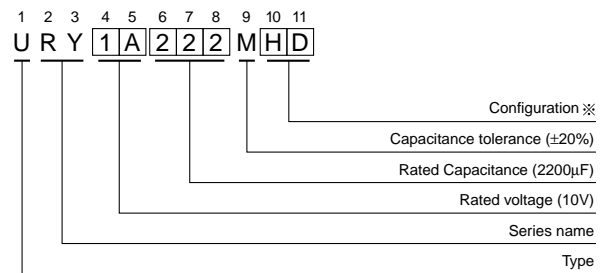 1 2 3 4 5 6 7 8 9 10 11
U R Y 1 A 2 2 2 M H D
Configuration ※
Capacitance tolerance (±20%)
Rated Capacitance (2200µF)
Rated voltage (10V)
Series name
Type